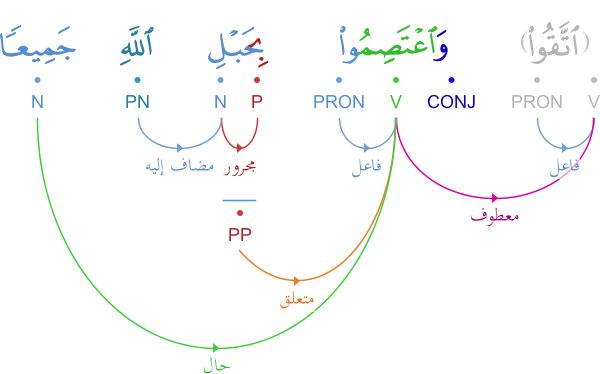 (ٱتَّقُوا۟) وَٱعْتَصِمُوا۟ بِحَبْلِ ٱللَّهِ جَمِيعًا
V PRON CONJ V PRON P N PN N
فاعل فاعل مجرور مضاف إليه
معطوف
PP
متعلق
حال